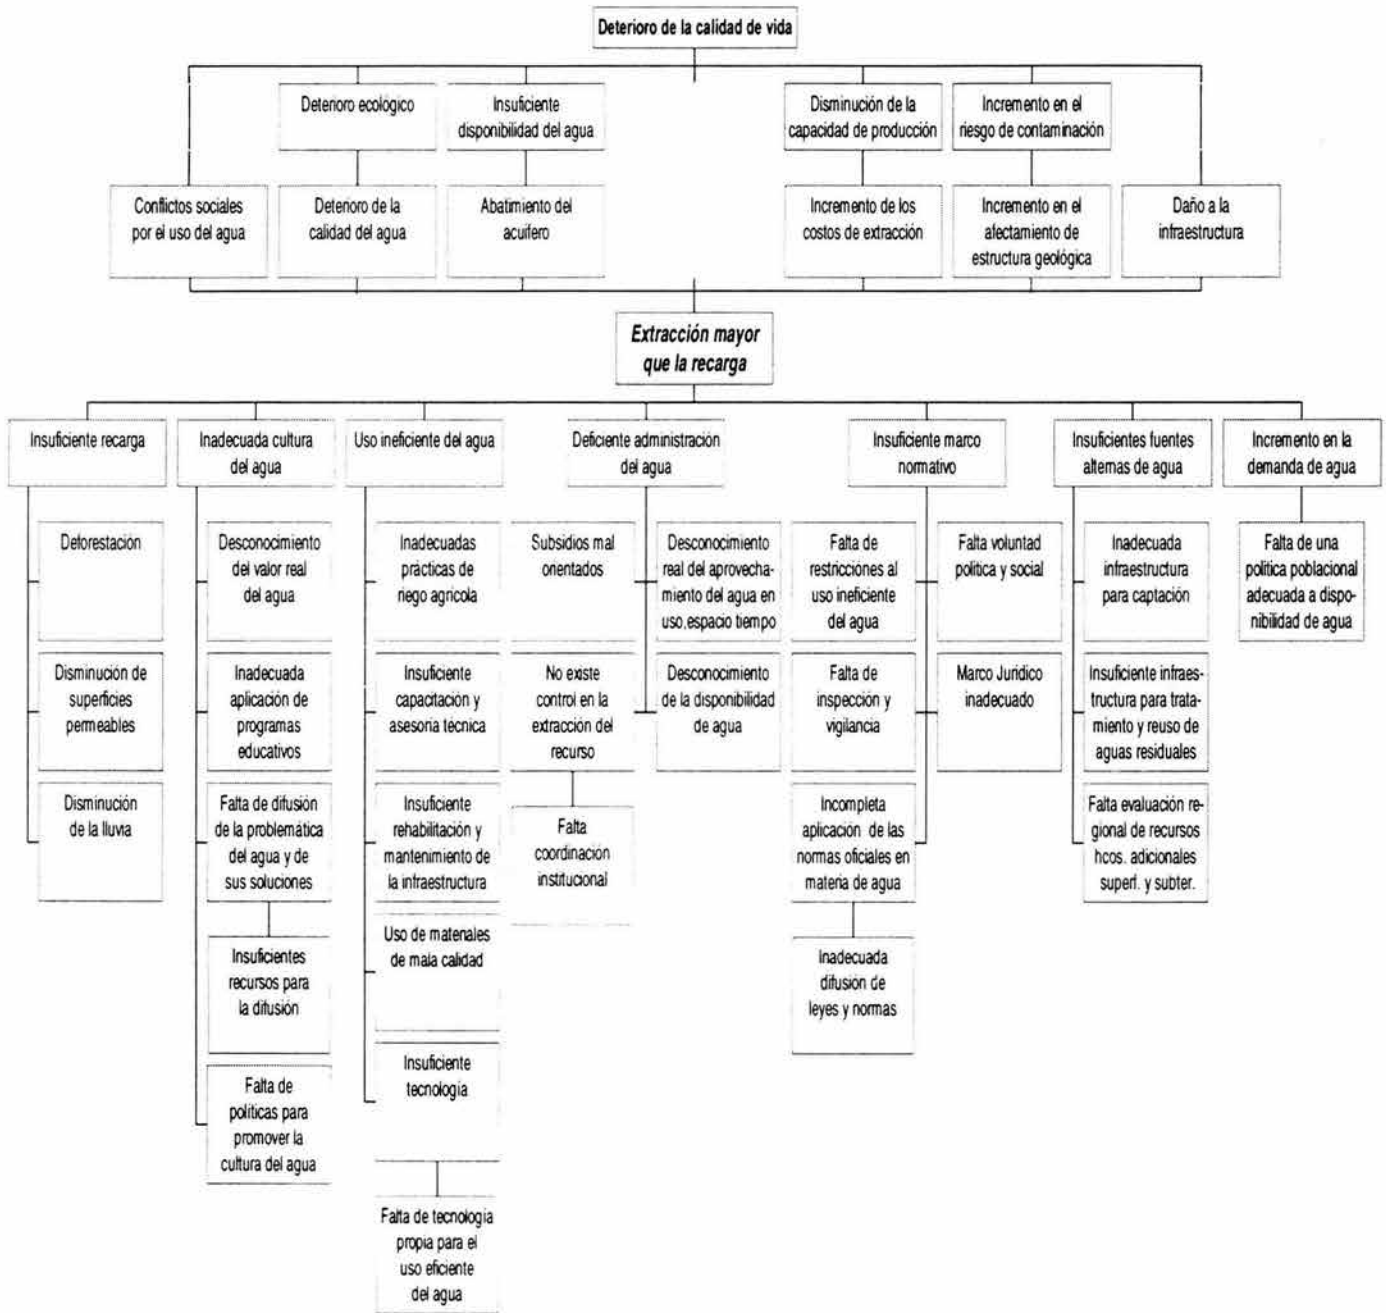 Deterioro de la calidad de vida
Deterioro ecológico
Insuficiente
disponibilidad del agua
Disminución de la
capacidad de producción
Incremento en el
riesgo de contaminación
Conflictos sociales
por el uso del agua
Deterioro de la
calidad del agua
Abatimiento del
acuífero
Incremento de los
costos de extracción
Incremento en el
afectamiento de
estructura geológica
Daño a la
infraestructura
Extracción mayor
que la recarga
Insuficiente recarga
Inadecuada cultura
del agua
Uso ineficiente del agua
Deficiente administración
del agua
Insuficiente marco
normativo
Insuficientes fuentes
alternas de agua
Incremento en la
demanda de agua
Deforestación
Disminución de
superficies
permeables
Disminución
de la lluvia
Desconocimiento
del valor real
del agua
Inadecuada
aplicación de
programas
educativos
Falta de difusión
de la problemática
del agua y de
sus soluciones
Insuficientes
recursos para
la difusión
Falta de
políticas para
promover la
cultura del agua
Inadecuadas
prácticas de
riego agrícola
Insuficiente
capacitación y
asesoría técnica
Insuficiente
rehabilitación y
mantenimiento de
la infraestructura
Uso de materiales
de mala calidad
Insuficiente
tecnología
Falta de tecnología
propia para el
uso eficiente
del agua
Subsidios mal
orientados
No existe
control en la
extracción del
recurso
Falta
coordinación
institucional
Desconocimiento
real del aprovecha-
miento del agua en
uso,espacio tiempo
Desconocimiento
de la disponibilidad
de agua
Falta de
restricciónes al
uso ineficiente
del agua
Falta de
inspección y
vigilancia
Incompleta
aplicación de las
normas oficiales en
materia de agua
Inadecuada
difusión de
leyes y normas
Falta voluntad
política y social
Marco Jurídico
inadecuado
Inadecuada
infraestructura
para captación
Insuficiente infraes-
tructura para trata-
miento y reuso de
aguas residuales
Falta evaluación re-
gional de recursos
hcos. adicionales
superf. y subter.
Falta de una
política poblacional
adecuada a dispo-
nibilidad de agua